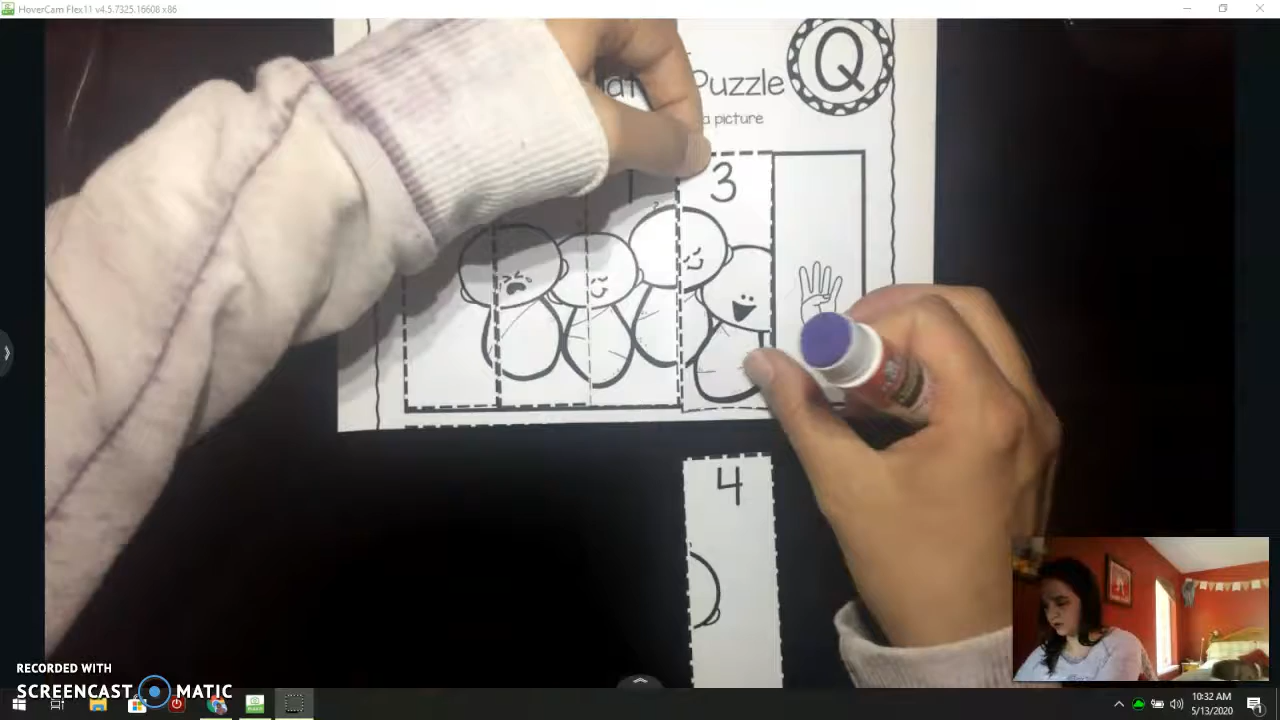 HoverCam Flex11 v4.5.7325.16608 x86
Q
Puzzle
a picture
1
3
4
RECORDED WITH
SCREENCAST MATIC
10:32 AM
5/13/2020